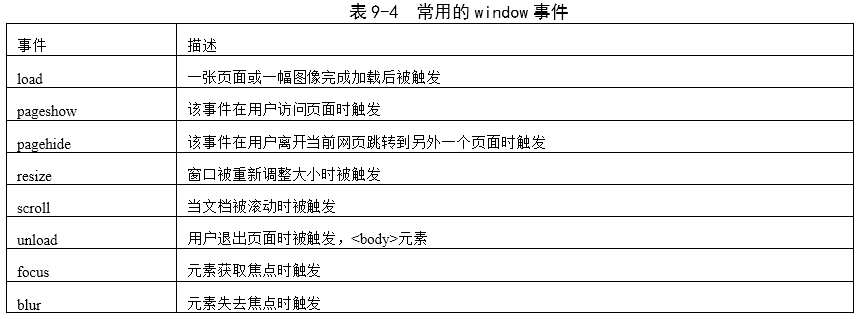 表 9-4 常用的 window 事件
事件 描述
load 一张页面或一幅图像完成加载后被触发
pageshow 该事件在用户访问页面时触发
pagehide 该事件在用户离开当前网页跳转到另外一个页面时触发
resize 窗口被重新调整大小时被触发
scroll 当文档被滚动时被触发
unload 用户退出页面时被触发，<body>元素
focus 元素获取焦点时触发
blur 元素失去焦点时触发